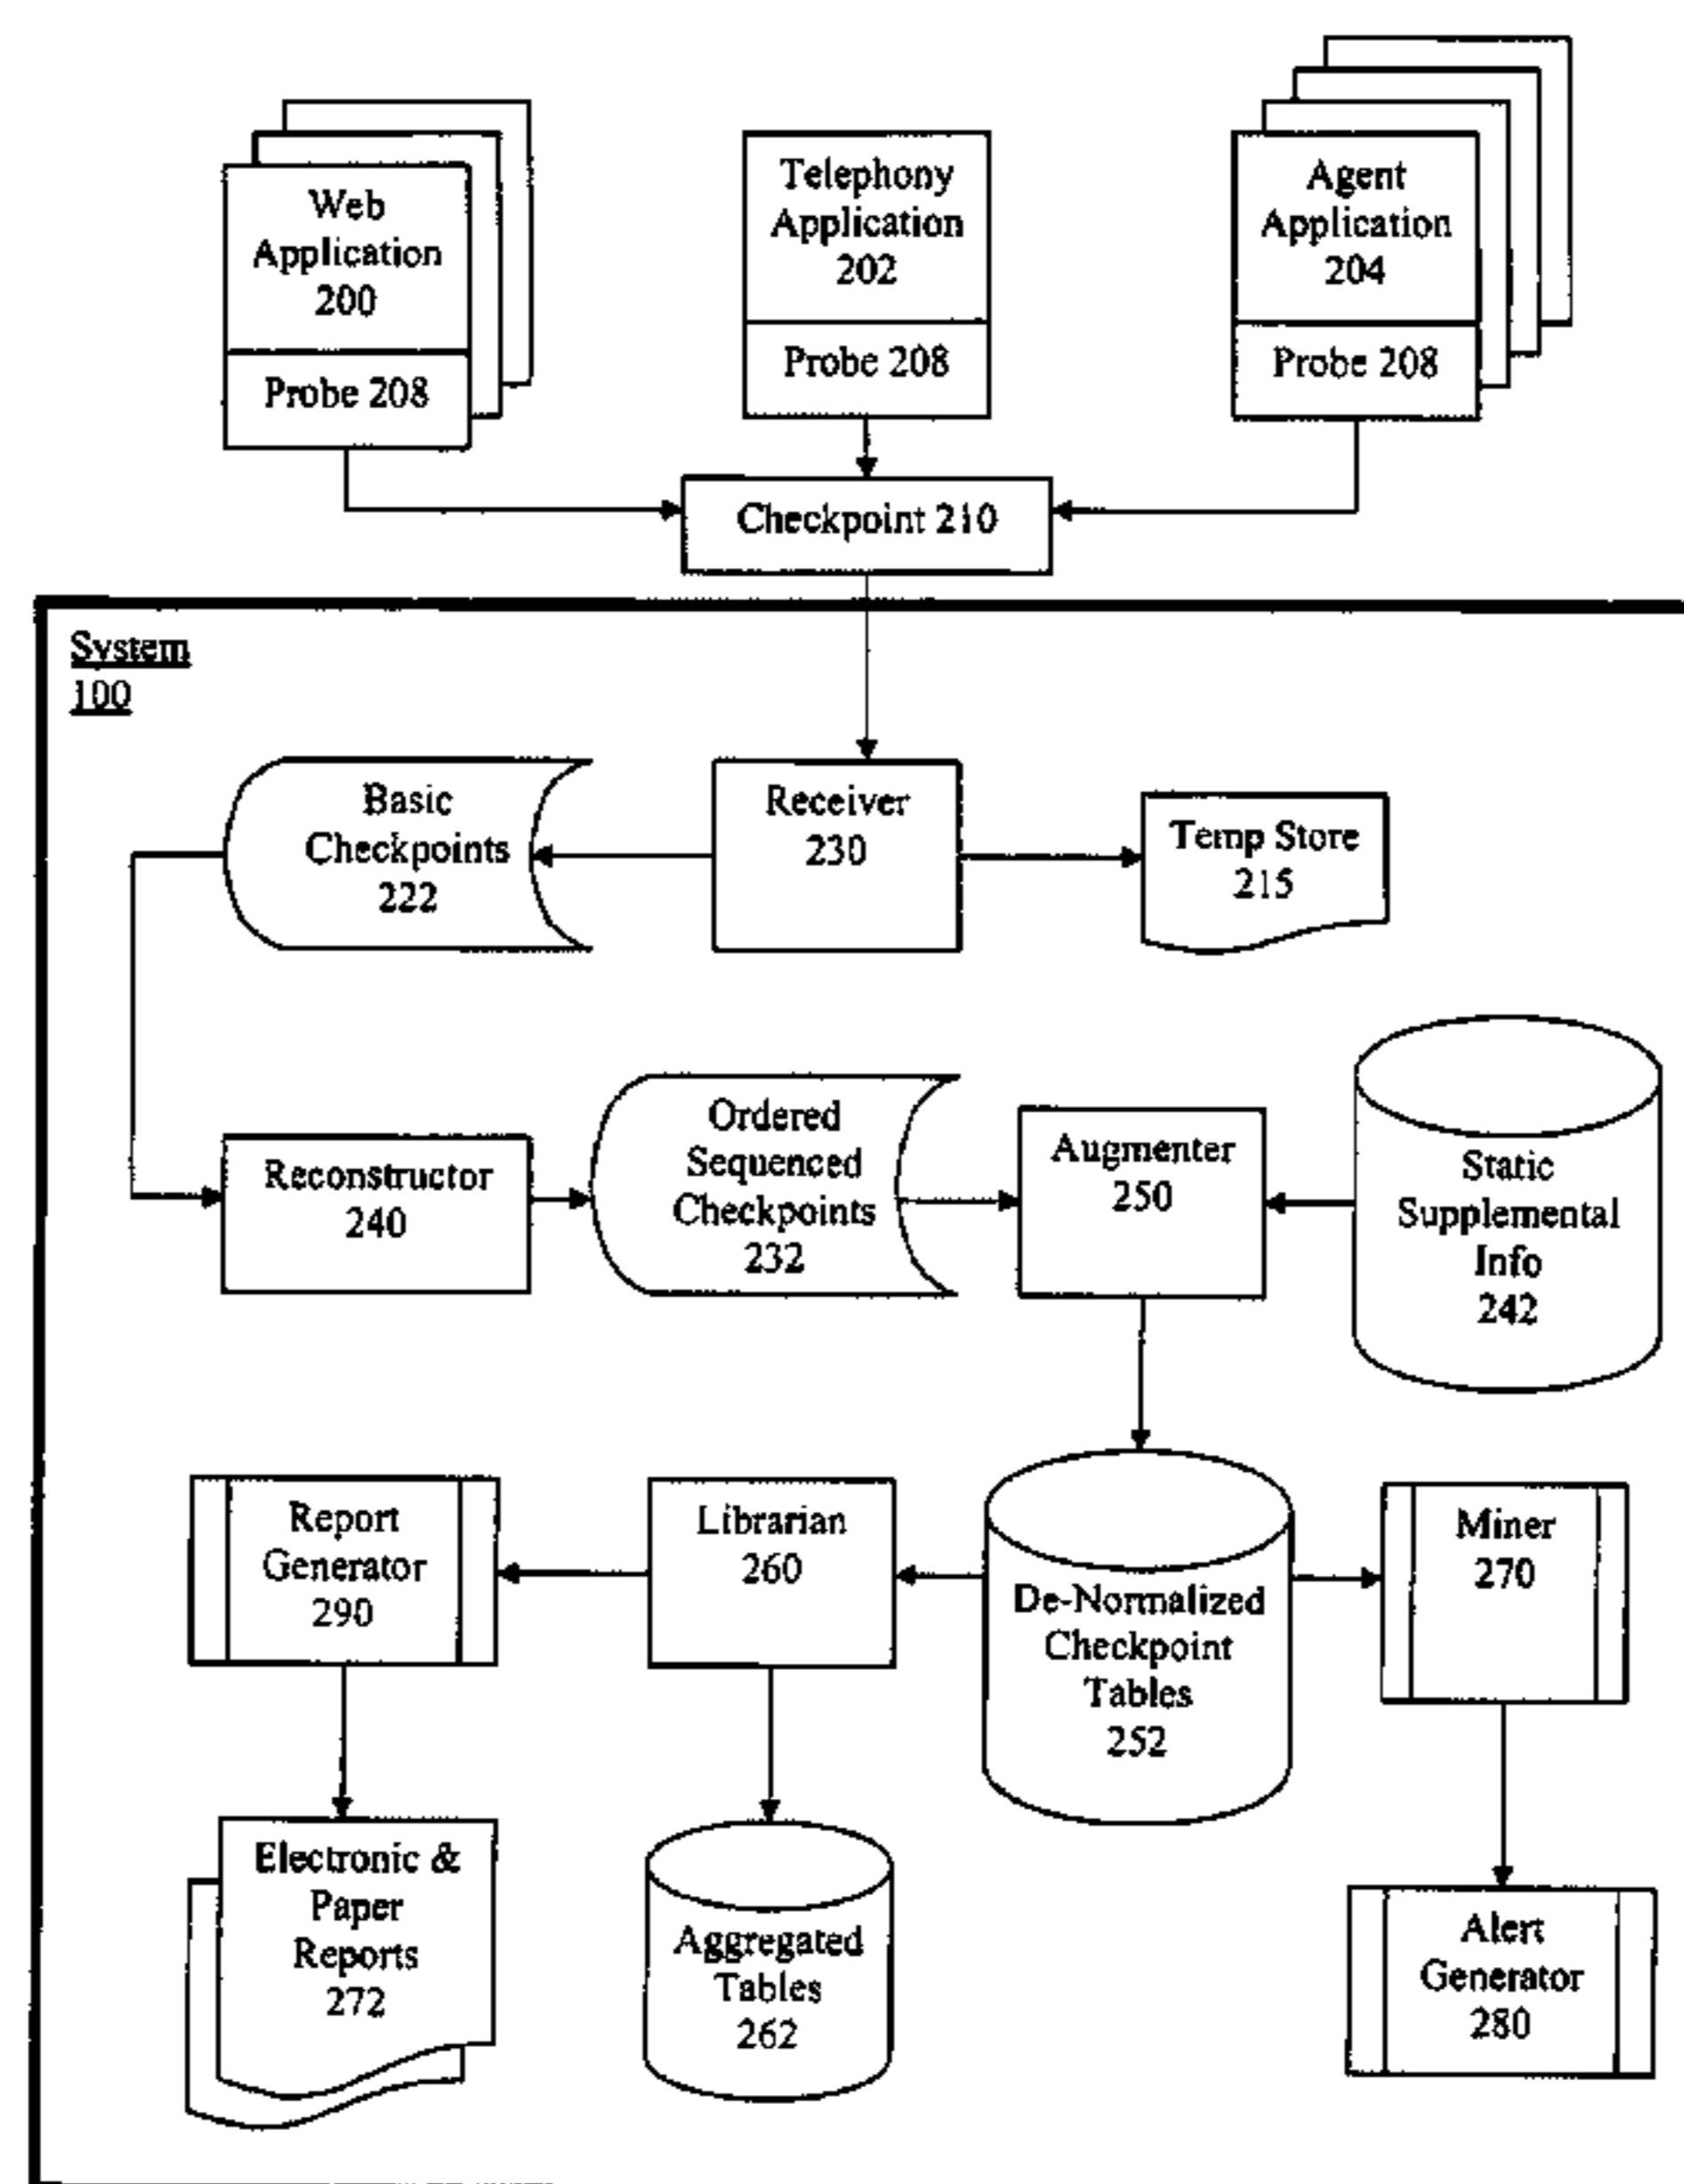 Web
Application
200
Probe 208
Telephony
Application
202
Probe 208
Agent
Application
204
Probe 208
Checkpoint 210
System
100
Basic
Checkpoints
222
Receiver
230
Temp Store
215
Reconstructor
240
Ordered
Sequenced
Checkpoints
232
Augmenter
250
Static
Supplemental
Info
242
Report
Generator
290
Librarian
260
De-Normalized
Checkpoint
Tables
252
Miner
270
Electronic &
Paper
Reports
272
Aggregated
Tables
262
Alert
Generator
280